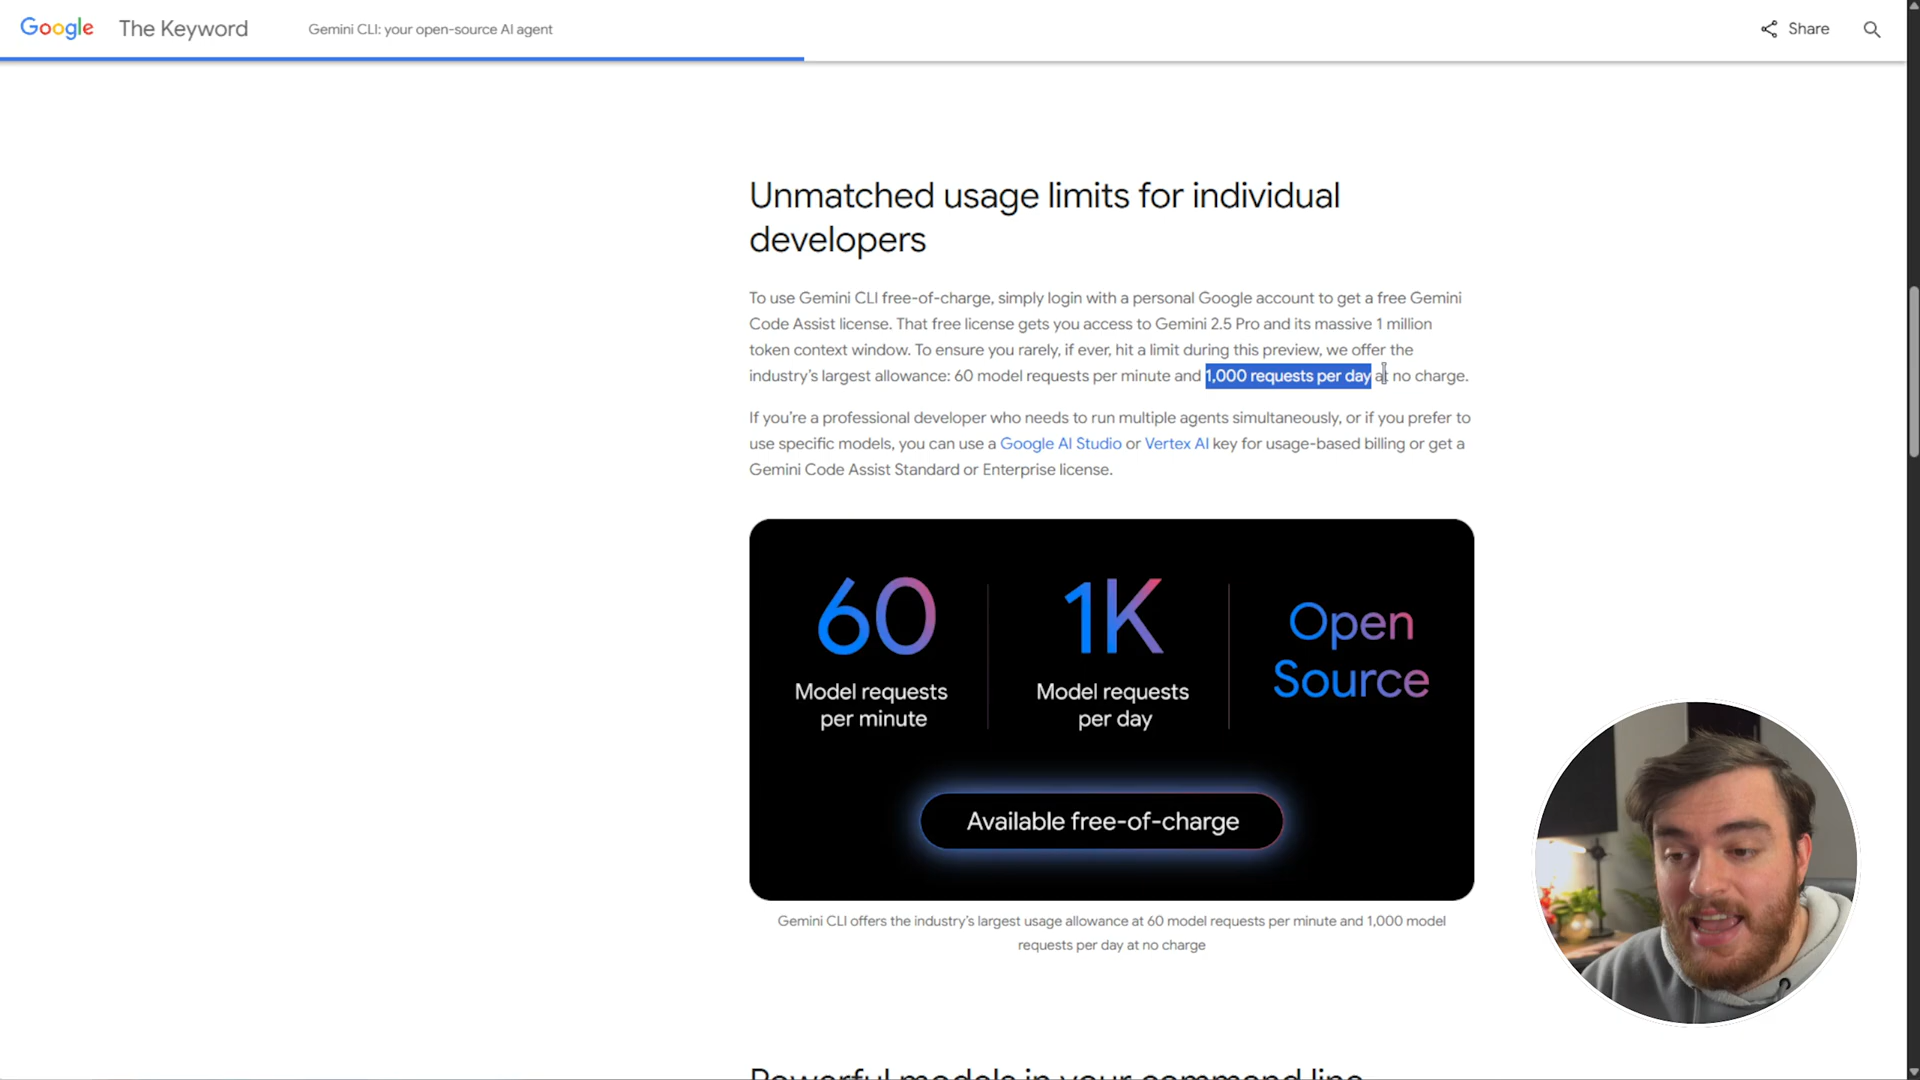 Google The Keyword Gemini CLI: your open-source AI agent Share
Unmatched usage limits for individual
developers
To use Gemini CLI free-of-charge, simply login with a personal Google account to get a free Gemini
Code Assist license. That free license gets you access to Gemini 2.5 Pro and its massive 1 million
token context window. To ensure you rarely, if ever, hit a limit during this preview, we offer the
industry's largest allowance: 60 model requests per minute and 1,000 requests per day at no charge.
If you're a professional developer who needs to run multiple agents simultaneously, or if you prefer to
use specific models, you can use a Google AI Studio or Vertex AI key for usage-based billing or get a
Gemini Code Assist Standard or Enterprise license.
60
Model requests
per minute
1K
Model requests
per day
Open
Source
Available free-of-charge
Gemini CLI offers the industry's largest usage allowance at 60 model requests per minute and 1,000 model
requests per day at no charge
Powerful models in your command line